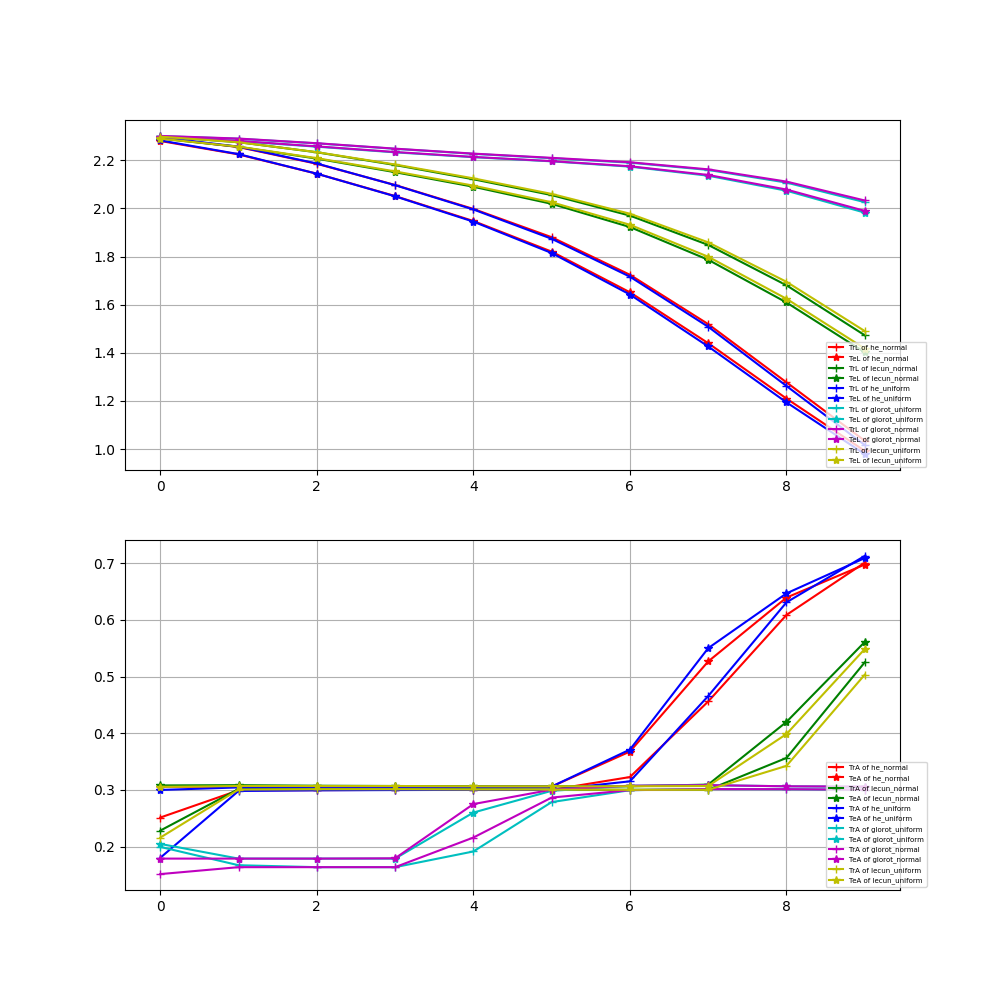 2.2
2.0
1.8
1.6
1.4
1.2
1.0
0 2 4 6 8
TrL of he_normal
TeL of he_normal
TrL of lecun_normal
TeL of lecun_normal
TrL of he_uniform
TeL of he_uniform
TrL of glorot_uniform
TeL of glorot_uniform
TrL of glorot_normal
TeL of glorot_normal
TrL of lecun_uniform
TeL of lecun_uniform
0.7
0.6
0.5
0.4
0.3
0.2
0 2 4 6 8
TrA of he_normal
TeA of he_normal
TrA of lecun_normal
TeA of lecun_normal
TrA of he_uniform
TeA of he_uniform
TrA of glorot_uniform
TeA of glorot_uniform
TrA of glorot_normal
TeA of glorot_normal
TrA of lecun_uniform
TeA of lecun_uniform